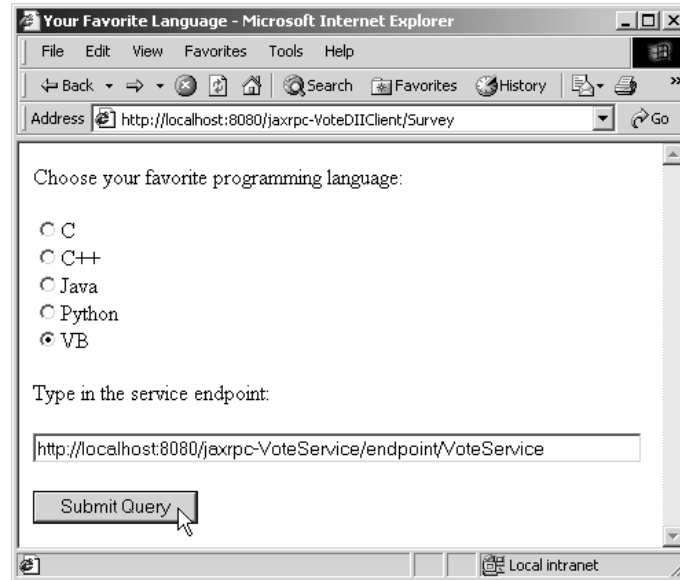 Your Favorite Language - Microsoft Internet Explorer
File Edit View Favorites Tools Help
Back Search Favorites History »
Address http://localhost:8080/jaxrpc-VoteDIIClient/Survey Go
Choose your favorite programming language:
C
C++
Java
Python
VB
Type in the service endpoint:
http://localhost:8080/jaxrpc-VoteService/endpoint/VoteService
Submit Query
Local intranet